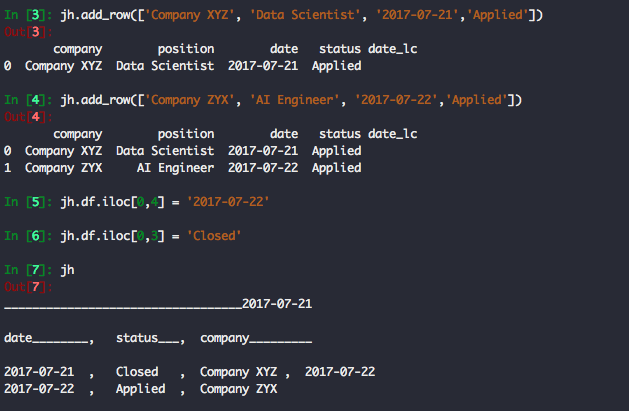 In [3]: jh.add_row(['Company XYZ', 'Data Scientist', '2017-07-21','Applied'])
Out[3]:
company position date status date_lc
0 Company XYZ Data Scientist 2017-07-21 Applied
In [4]: jh.add_row(['Company ZYX', 'AI Engineer', '2017-07-22','Applied'])
Out[4]:
company position date status date_lc
0 Company XYZ Data Scientist 2017-07-21 Applied
1 Company ZYX AI Engineer 2017-07-22 Applied
In [5]: jh.df.iloc[0,4] = '2017-07-22'
In [6]: jh.df.iloc[0,3] = 'Closed'
In [7]: jh
Out[7]:
__________________________________2017-07-21
date________, status___, company_________
2017-07-21 , Closed , Company XYZ , 2017-07-22
2017-07-22 , Applied , Company ZYX